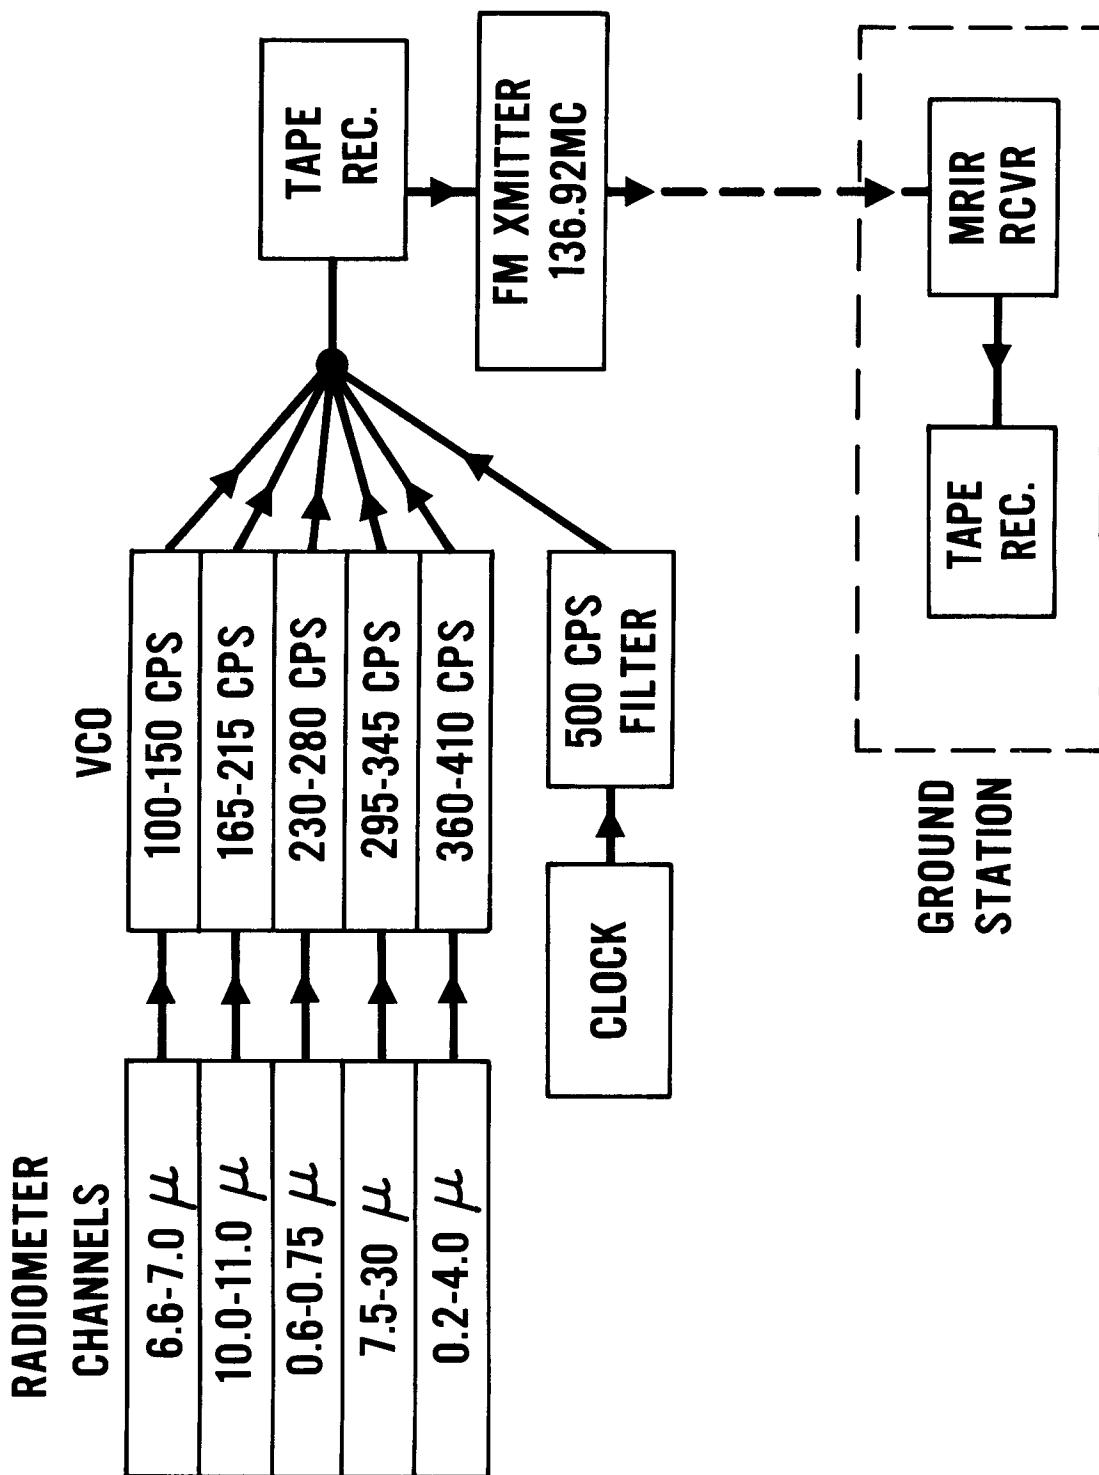 RADIOMETER
CHANNELS
6.6-7.0 μ
10.0-11.0 μ
0.6-0.75 μ
7.5-30 μ
0.2-4.0 μ
VCO
100-150 CPS
165-215 CPS
230-280 CPS
295-345 CPS
360-410 CPS
CLOCK
500 CPS
FILTER
TAPE
REC.
FM XMITTER
136.92MC
GROUND
STATION
MRIR
RCVR
TAPE
REC.